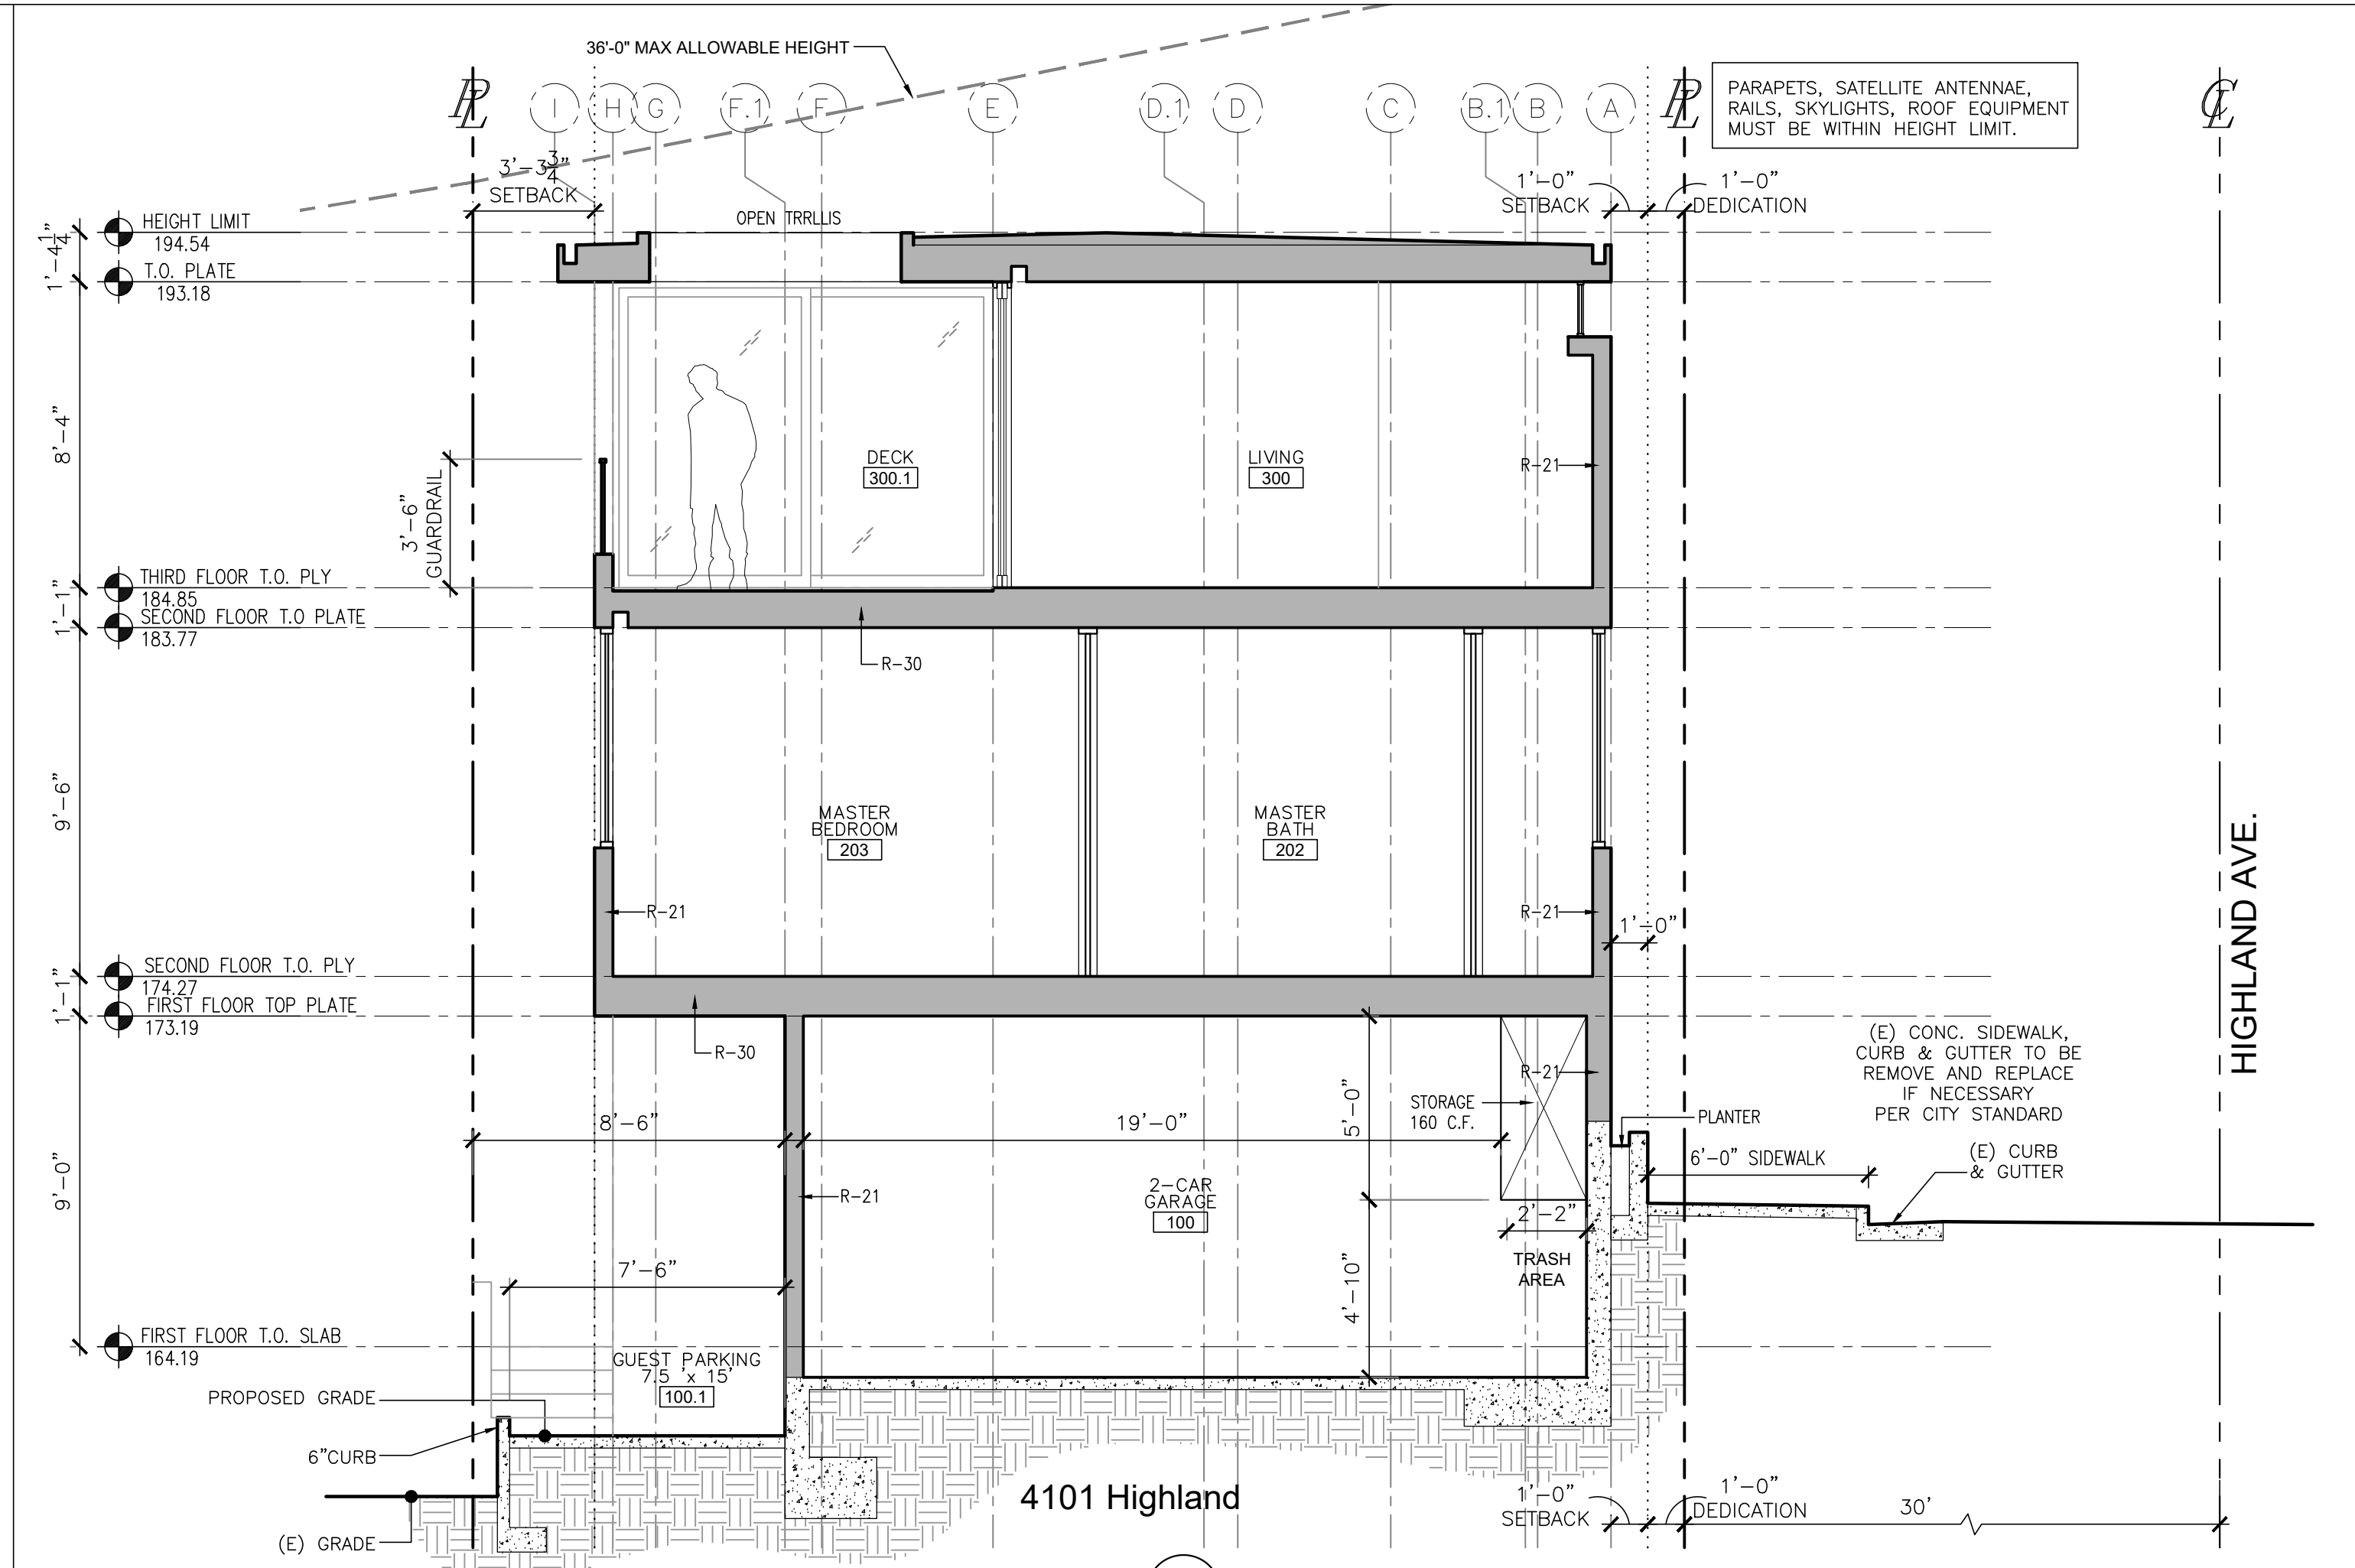 36'-0" MAX ALLOWABLE HEIGHT
PL
I
H
G
F.1
F
E
D.1
D
C
B.1
B
A
PL
PARAPETS, SATELLITE ANTENNAE,
RAILS, SKYLIGHTS, ROOF EQUIPMENT
MUST BE WITHIN HEIGHT LIMIT.
CL
3'-3 3/4"
SETBACK
1'-0"
SETBACK
1'-0"
DEDICATION
OPEN TRRLLIS
HEIGHT LIMIT
194.54
1'-4 1/4"
T.O. PLATE
193.18
8'-4"
3'-6"
GUARDRAIL
DECK
300.1
LIVING
300
R-21
THIRD FLOOR T.O. PLY
184.85
1'-1"
SECOND FLOOR T.O PLATE
183.77
R-30
9'-6"
MASTER
BEDROOM
203
MASTER
BATH
202
R-21
R-21
1'-0"
HIGHLAND AVE.
SECOND FLOOR T.O. PLY
174.27
1'-1"
FIRST FLOOR TOP PLATE
173.19
R-30
R-21
(E) CONC. SIDEWALK,
CURB & GUTTER TO BE
REMOVE AND REPLACE
IF NECESSARY
PER CITY STANDARD
STORAGE
160 C.F.
5'-0"
PLANTER
8'-6"
19'-0"
9'-0"
6'-0" SIDEWALK
(E) CURB
& GUTTER
R-21
2-CAR
GARAGE
100
2'-2"
TRASH
AREA
4'-10"
7'-6"
FIRST FLOOR T.O. SLAB
164.19
GUEST PARKING
7.5 'x 15'
100.1
PROPOSED GRADE
6"CURB
(E) GRADE
4101 Highland
1'-0"
SETBACK
1'-0"
DEDICATION
30'